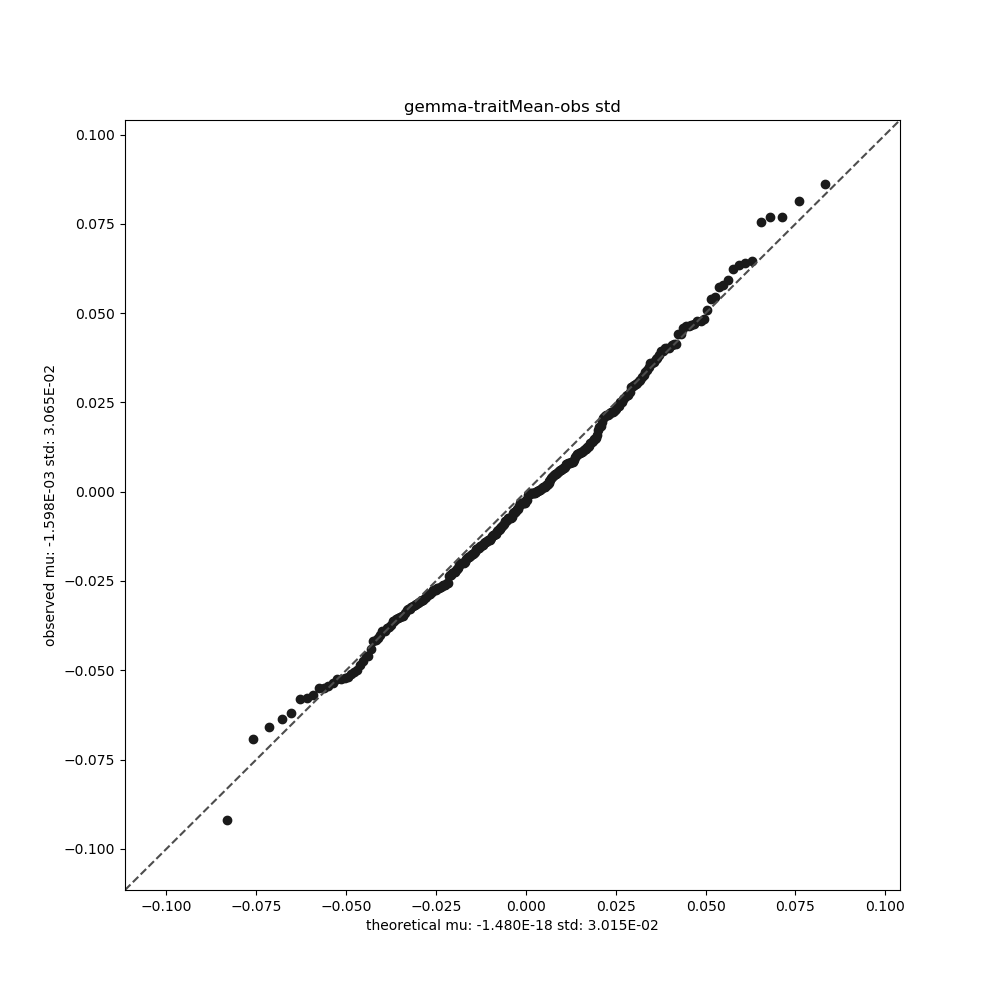 gemma-traitMean-obs std
0.100
0.075
0.050
0.025
0.000
−0.025
−0.050
−0.075
−0.100
observed mu: -1.598E-03 std: 3.065E-02
−0.100 −0.075 −0.050 −0.025 0.000 0.025 0.050 0.075 0.100
theoretical mu: -1.480E-18 std: 3.015E-02